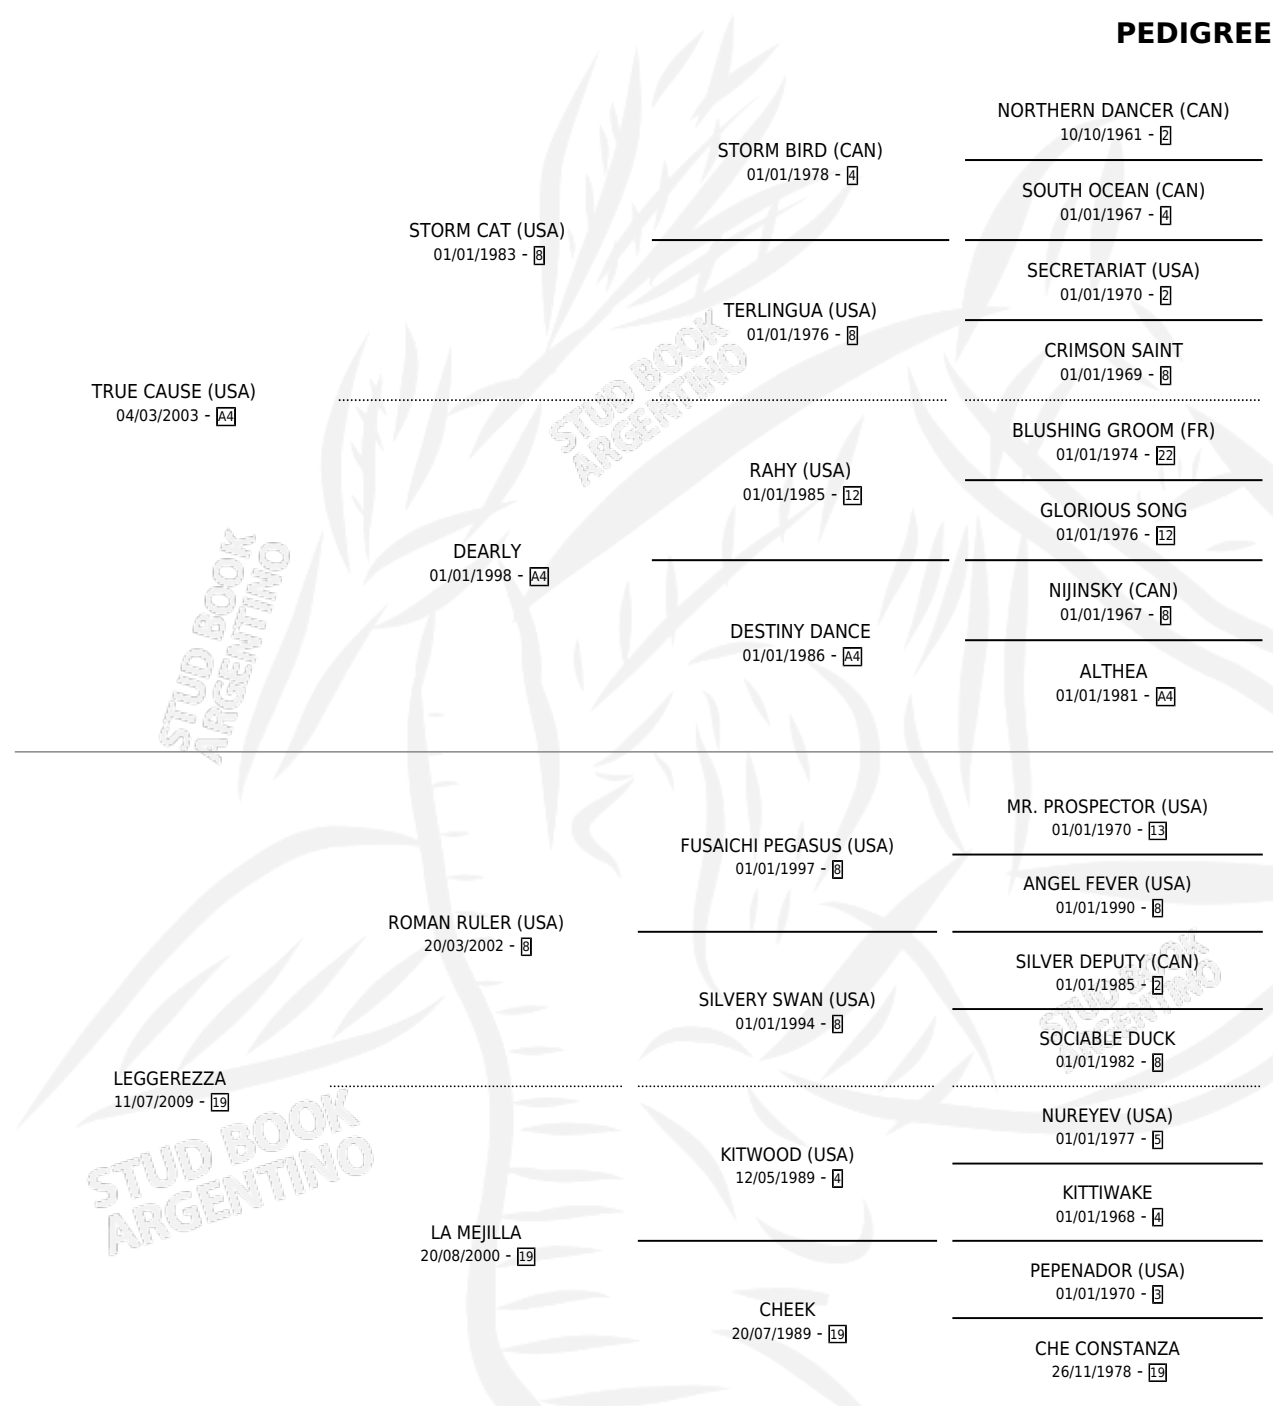 PEDIGREE
NORTHERN DANCER (CAN)
10/10/1961 - 2
STORM BIRD (CAN)
01/01/1978 - 4
SOUTH OCEAN (CAN)
01/01/1967 - 4
STORM CAT (USA)
01/01/1983 - 8
SECRETARIAT (USA)
01/01/1970 - 2
TERLINGUA (USA)
01/01/1976 - 8
CRIMSON SAINT
01/01/1969 - 8
TRUE CAUSE (USA)
04/03/2003 - A4
BLUSHING GROOM (FR)
01/01/1974 - 22
RAHY (USA)
01/01/1985 - 12
GLORIOUS SONG
01/01/1976 - 12
DEARLY
01/01/1998 - A4
NIJINSKY (CAN)
01/01/1967 - 8
DESTINY DANCE
01/01/1986 - A4
ALTHEA
01/01/1981 - A4
MR. PROSPECTOR (USA)
01/01/1970 - 13
FUSAICHI PEGASUS (USA)
01/01/1997 - 8
ANGEL FEVER (USA)
01/01/1990 - 8
ROMAN RULER (USA)
20/03/2002 - 8
SILVER DEPUTY (CAN)
01/01/1985 - 2
SILVERY SWAN (USA)
01/01/1994 - 8
SOCIABLE DUCK
01/01/1982 - 8
LEGGEREZZA
11/07/2009 - 19
NUREYEV (USA)
01/01/1977 - 5
KITWOOD (USA)
12/05/1989 - 4
KITTIWAKE
01/01/1968 - 4
LA MEJILLA
20/08/2000 - 19
PEPENADOR (USA)
01/01/1970 - 3
CHEEK
20/07/1989 - 19
CHE CONSTANZA
26/11/1978 - 19
STUD BOOK
ARGENTINO
STUD BOOK
ARGENTINO
STUD BOOK
ARGENTINO
STUD BOOK
ARGENTINO